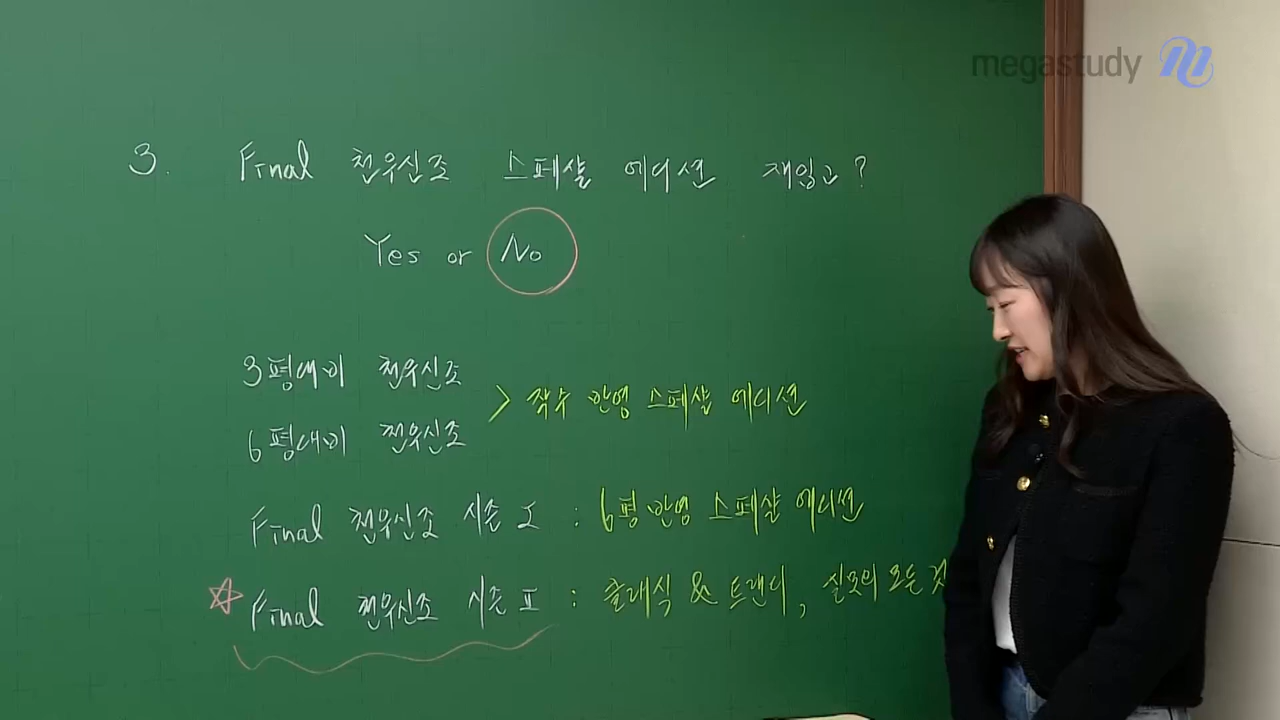 megastudy
3. Final 천우신조 스페샬 에디션 재입고?
Yes or No
3평대비 천우신조
6평대비 천우신조
> 작수 반영 스페샬 에디션
Final 천우신조 시즌 I : 6평 반영 스페샬 에디션
Final 천우신조 시즌 II : 클래식 & 트랜디, 실모의 모든 것